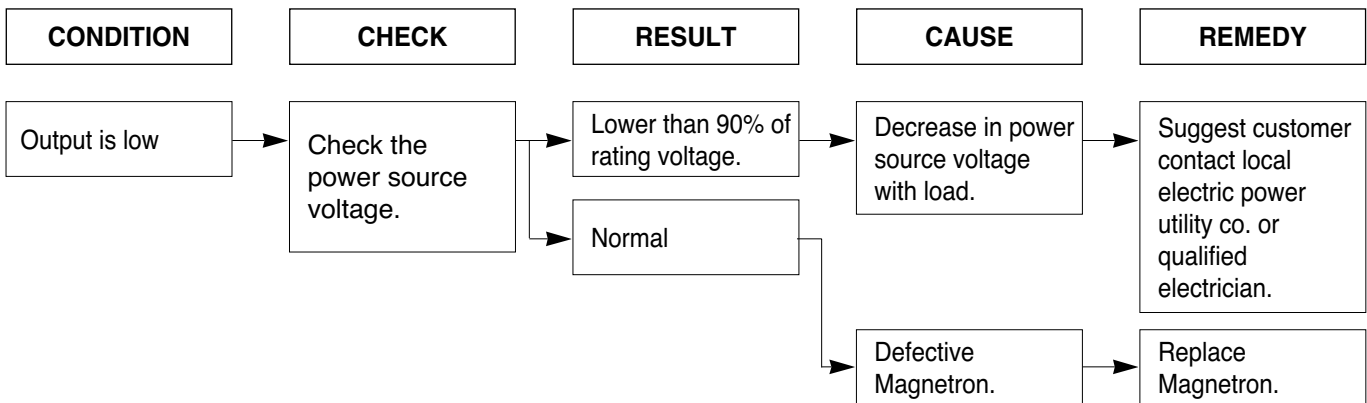 CONDITION
CHECK
RESULT
CAUSE
REMEDY
Output is low
Check the
power source
voltage.
Lower than 90% of
rating voltage.
Decrease in power
source voltage
with load.
Suggest customer
contact local
electric power
utility co. or
qualified
electrician.
Normal
Defective
Magnetron.
Replace
Magnetron.